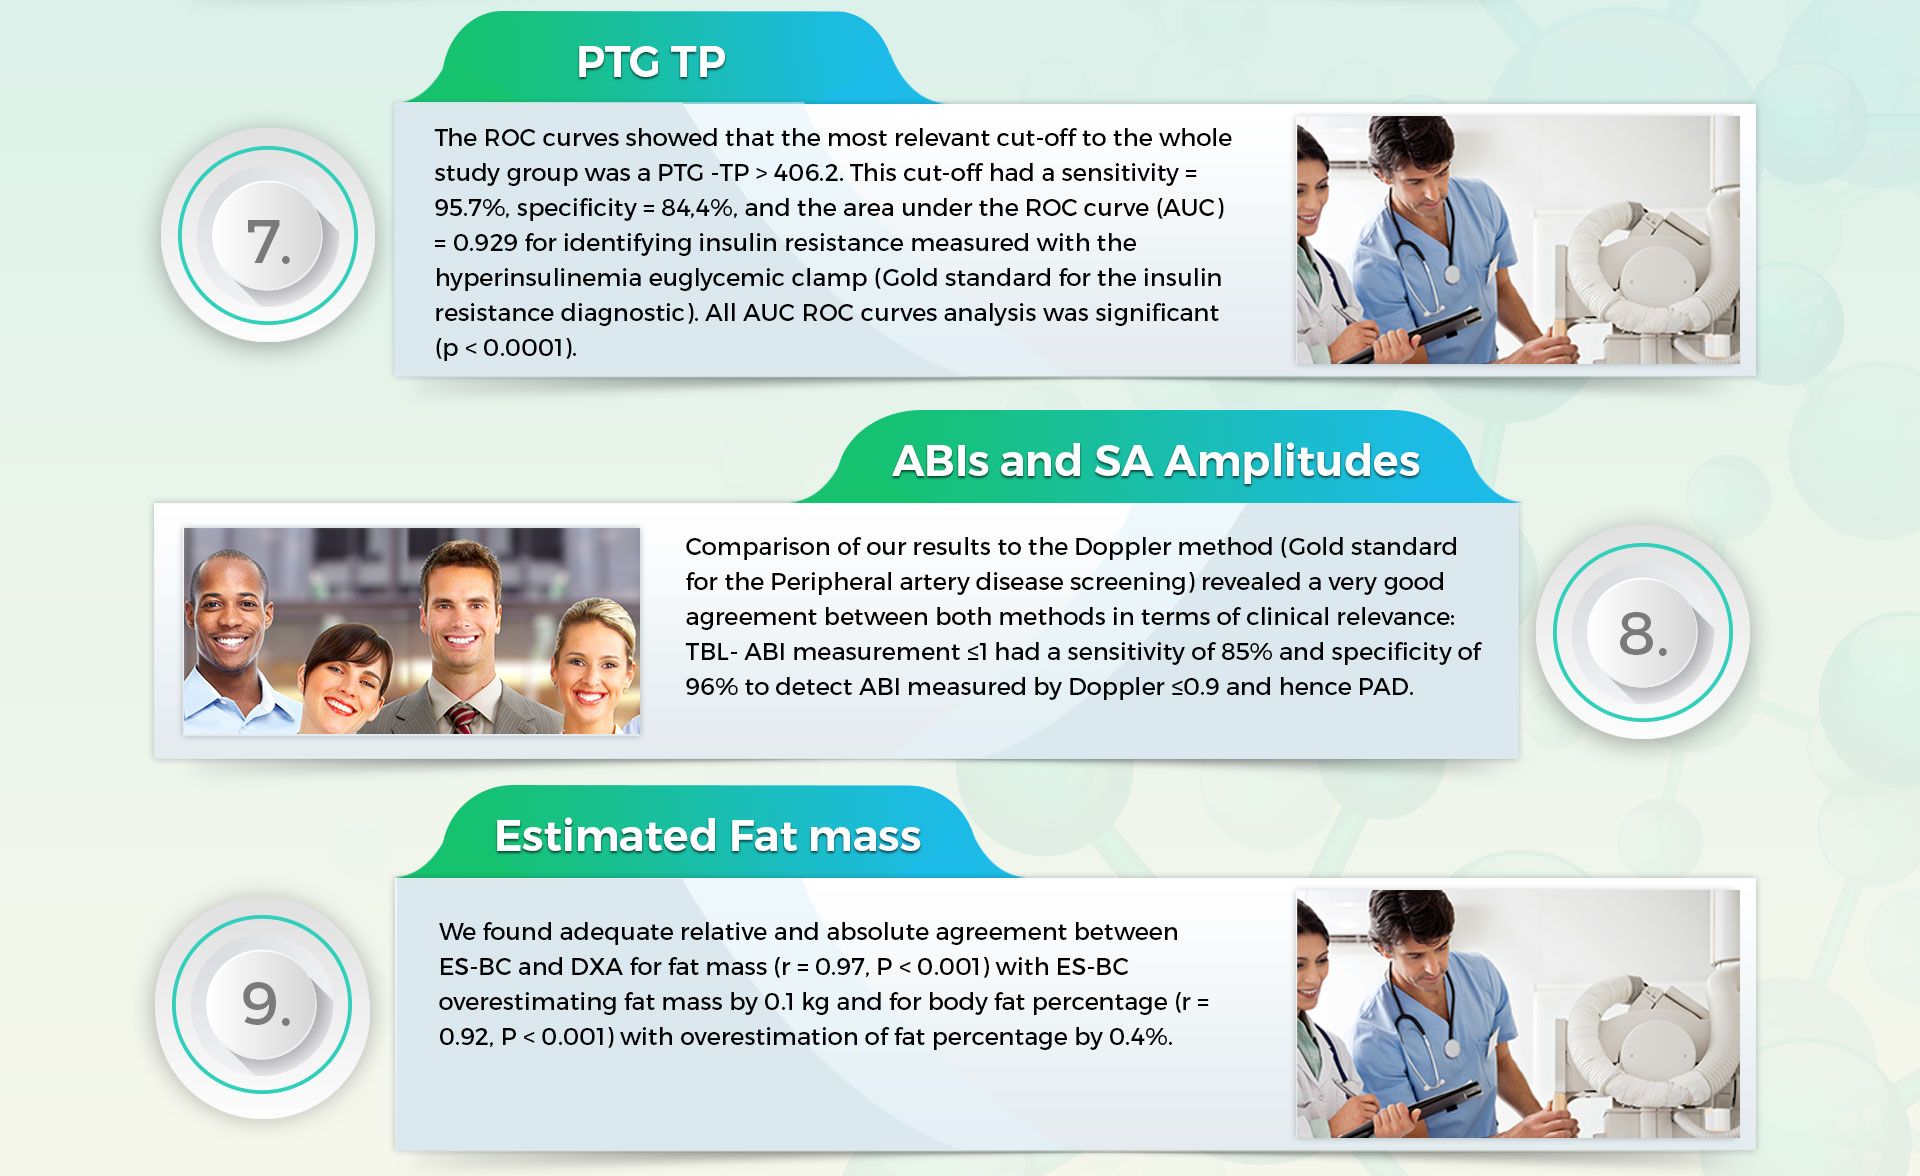 PTG TP
7.
The ROC curves showed that the most relevant cut-off to the whole
study group was a PTG -TP > 406.2. This cut-off had a sensitivity =
95.7%, specificity = 84,4%, and the area under the ROC curve (AUC)
= 0.929 for identifying insulin resistance measured with the
hyperinsulinemia euglycemic clamp (Gold standard for the insulin
resistance diagnostic). All AUC ROC curves analysis was significant
(p < 0.0001).
ABIs and SA Amplitudes
Comparison of our results to the Doppler method (Gold standard
for the Peripheral artery disease screening) revealed a very good
agreement between both methods in terms of clinical relevance:
TBL- ABI measurement ≤1 had a sensitivity of 85% and specificity of
96% to detect ABI measured by Doppler ≤0.9 and hence PAD.
8.
Estimated Fat mass
9.
We found adequate relative and absolute agreement between
ES-BC and DXA for fat mass (r = 0.97, P < 0.001) with ES-BC
overestimating fat mass by 0.1 kg and for body fat percentage (r =
0.92, P < 0.001) with overestimation of fat percentage by 0.4%.